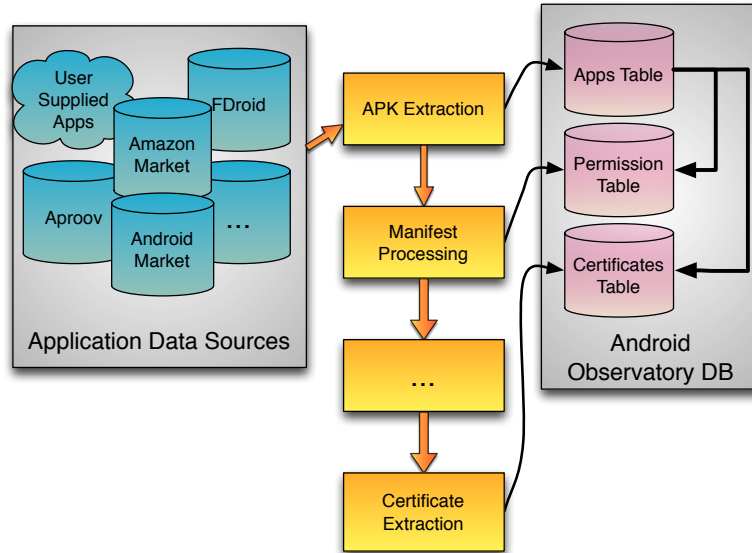 User
Supplied
Apps
FDroid
Amazon
Market
Aproov
Android
Market
...
Application Data Sources
APK Extraction
Manifest
Processing
...
Certificate
Extraction
Apps Table
Permission
Table
Certificates
Table
Android
Observatory DB